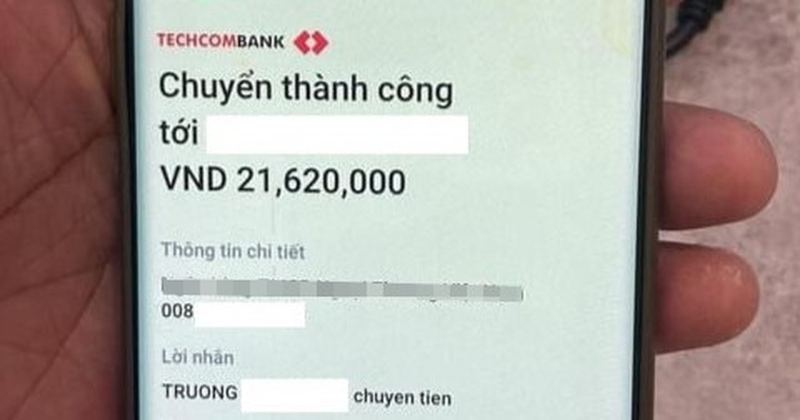 TECHCOMBANK
Chuyển thành công
tới
VND 21,620,000
Thông tin chi tiết
008
Lời nhắn
TRUONG chuyen tien